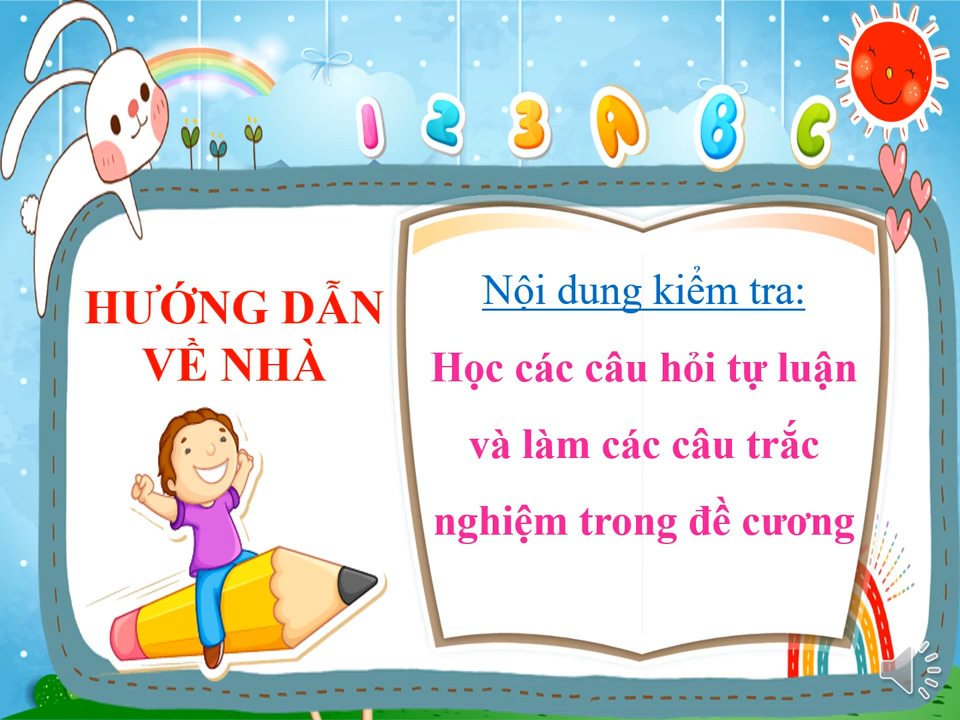 1 2 3 A B C
HƯỚNG DẪN
VỀ NHÀ
Nội dung kiểm tra:
Học các câu hỏi tự luận
và làm các câu trắc
nghiệm trong đề cương